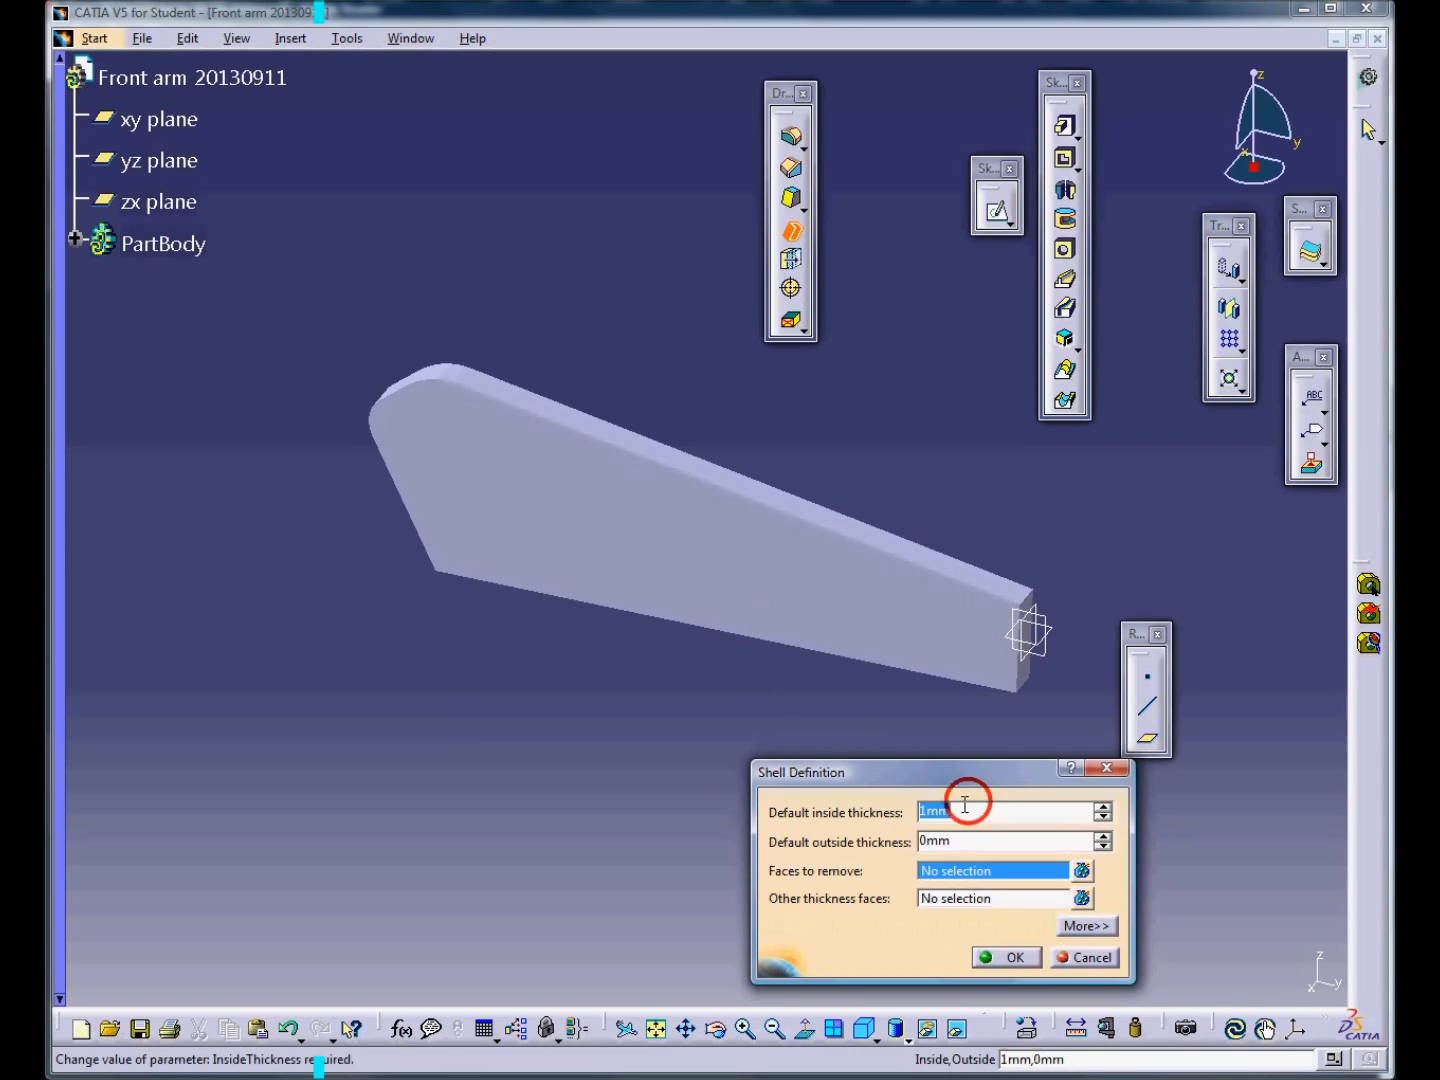 CATIA V5 for Student - [Front arm 2013091
Start File Edit View Insert Tools Window Help
Front arm 20130911
xy plane
yz plane
zx plane
PartBody
Dr...
Sk...
Sk...
Tr...
S...
A...
ABC
R...
z
y
x
Shell Definition
?
Default inside thickness: 1mm
Default outside thickness: 0mm
Faces to remove: No selection
Other thickness faces: No selection
More>>
OK Cancel
z
x y
f(x)
CATIA
Change value of parameter: InsideThickness required.
Inside,Outside 1mm,0mm